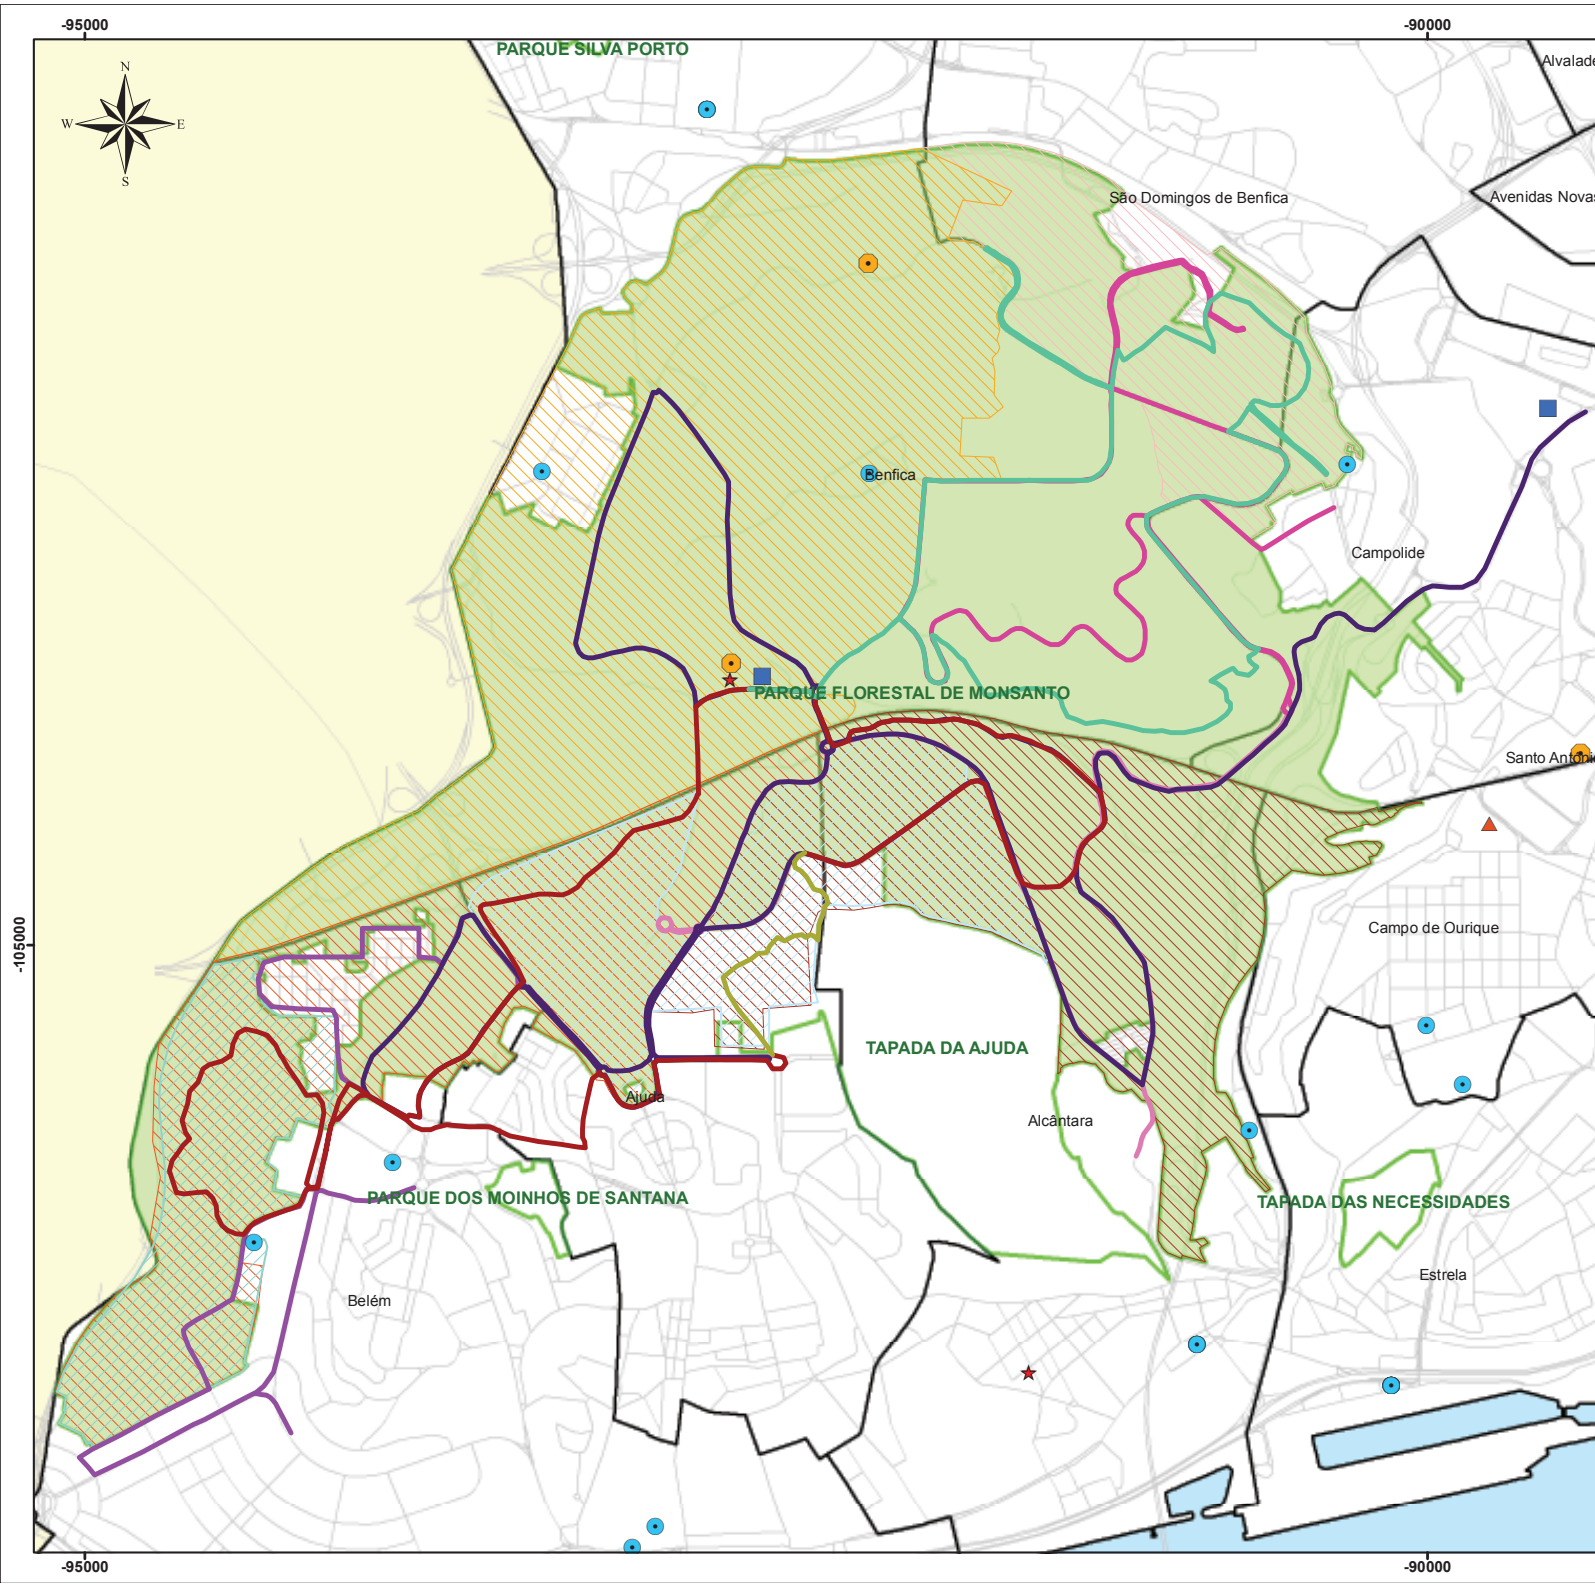 -95000
-90000
PARQUE SILVA PORTO
Alvalade
N
W
E
S
São Domingos de Benfica
Avenidas Novas
Benfica
Campolide
PARQUE FLORESTAL DE MONSANTO
Santo António
Campo de Ourique
-105000
TAPADA DA AJUDA
Ajuda
Alcântara
PARQUE DOS MOINHOS DE SANTANA
TAPADA DAS NECESSIDADES
Estrela
Belém
-95000
-90000